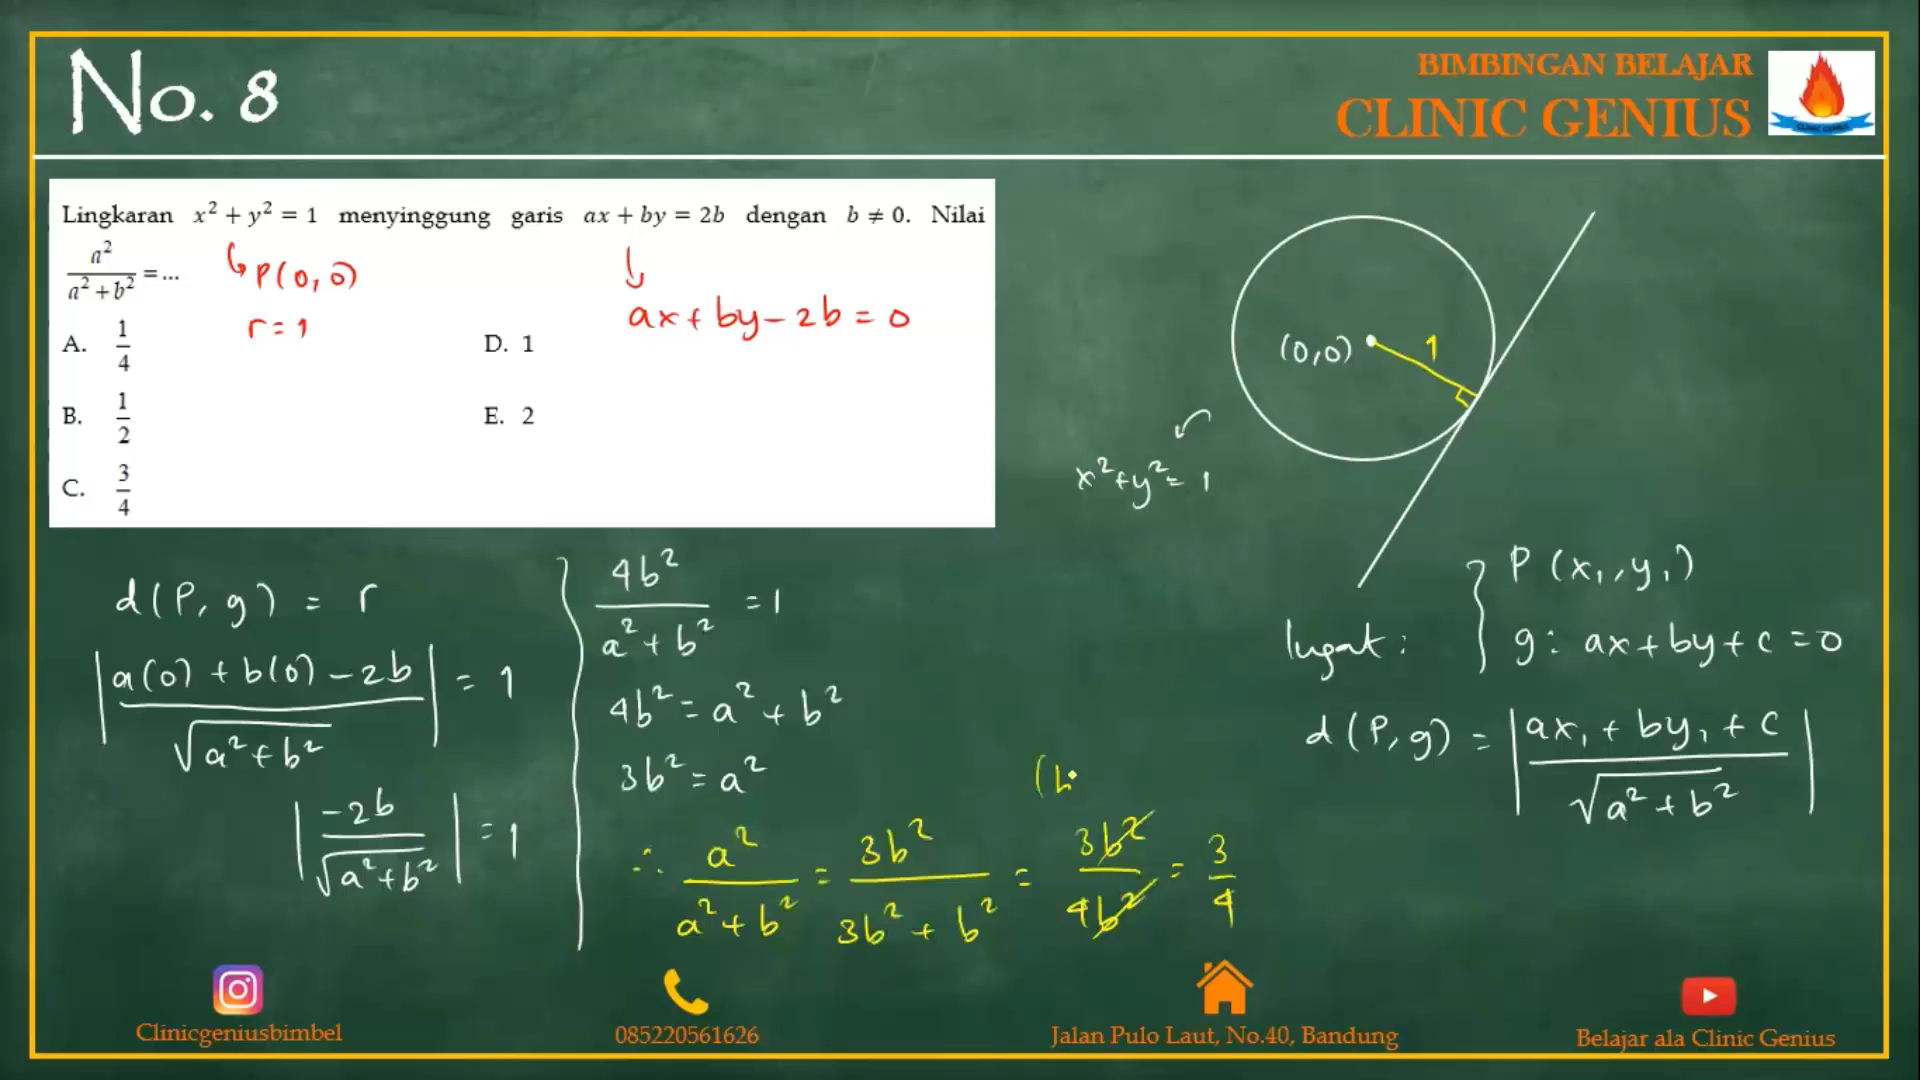 No. 8
BIMBINGAN BELAJAR
CLINIC GENIUS
CLINIC GENIUS
Lingkaran x² + y² = 1 menyinggung garis ax + by = 2b dengan b ≠ 0. Nilai
a²/(a² + b²) = ...
P(0,0)
r = 1
ax + by - 2b = 0
A. 1/4
D. 1
B. 1/2
E. 2
C. 3/4
(0,0)
1
x² + y² = 1
d(P, g) = r
|(a(0) + b(0) - 2b)/√(a² + b²)| = 1
|-2b/√(a² + b²)| = 1
4b²/(a² + b²) = 1
4b² = a² + b²
3b² = a²
∴ a²/(a² + b²) = 3b²/(3b² + b²) = 3b²/4b² = 3/4
Ingat: P(x₁, y₁)
g: ax + by + c = 0
d(P, g) = |(ax₁ + by₁ + c)/√(a² + b²)|
Clinicgeniusbimbel
085220561626
Jalan Pulo Laut, No.40, Bandung
Belajar ala Clinic Genius